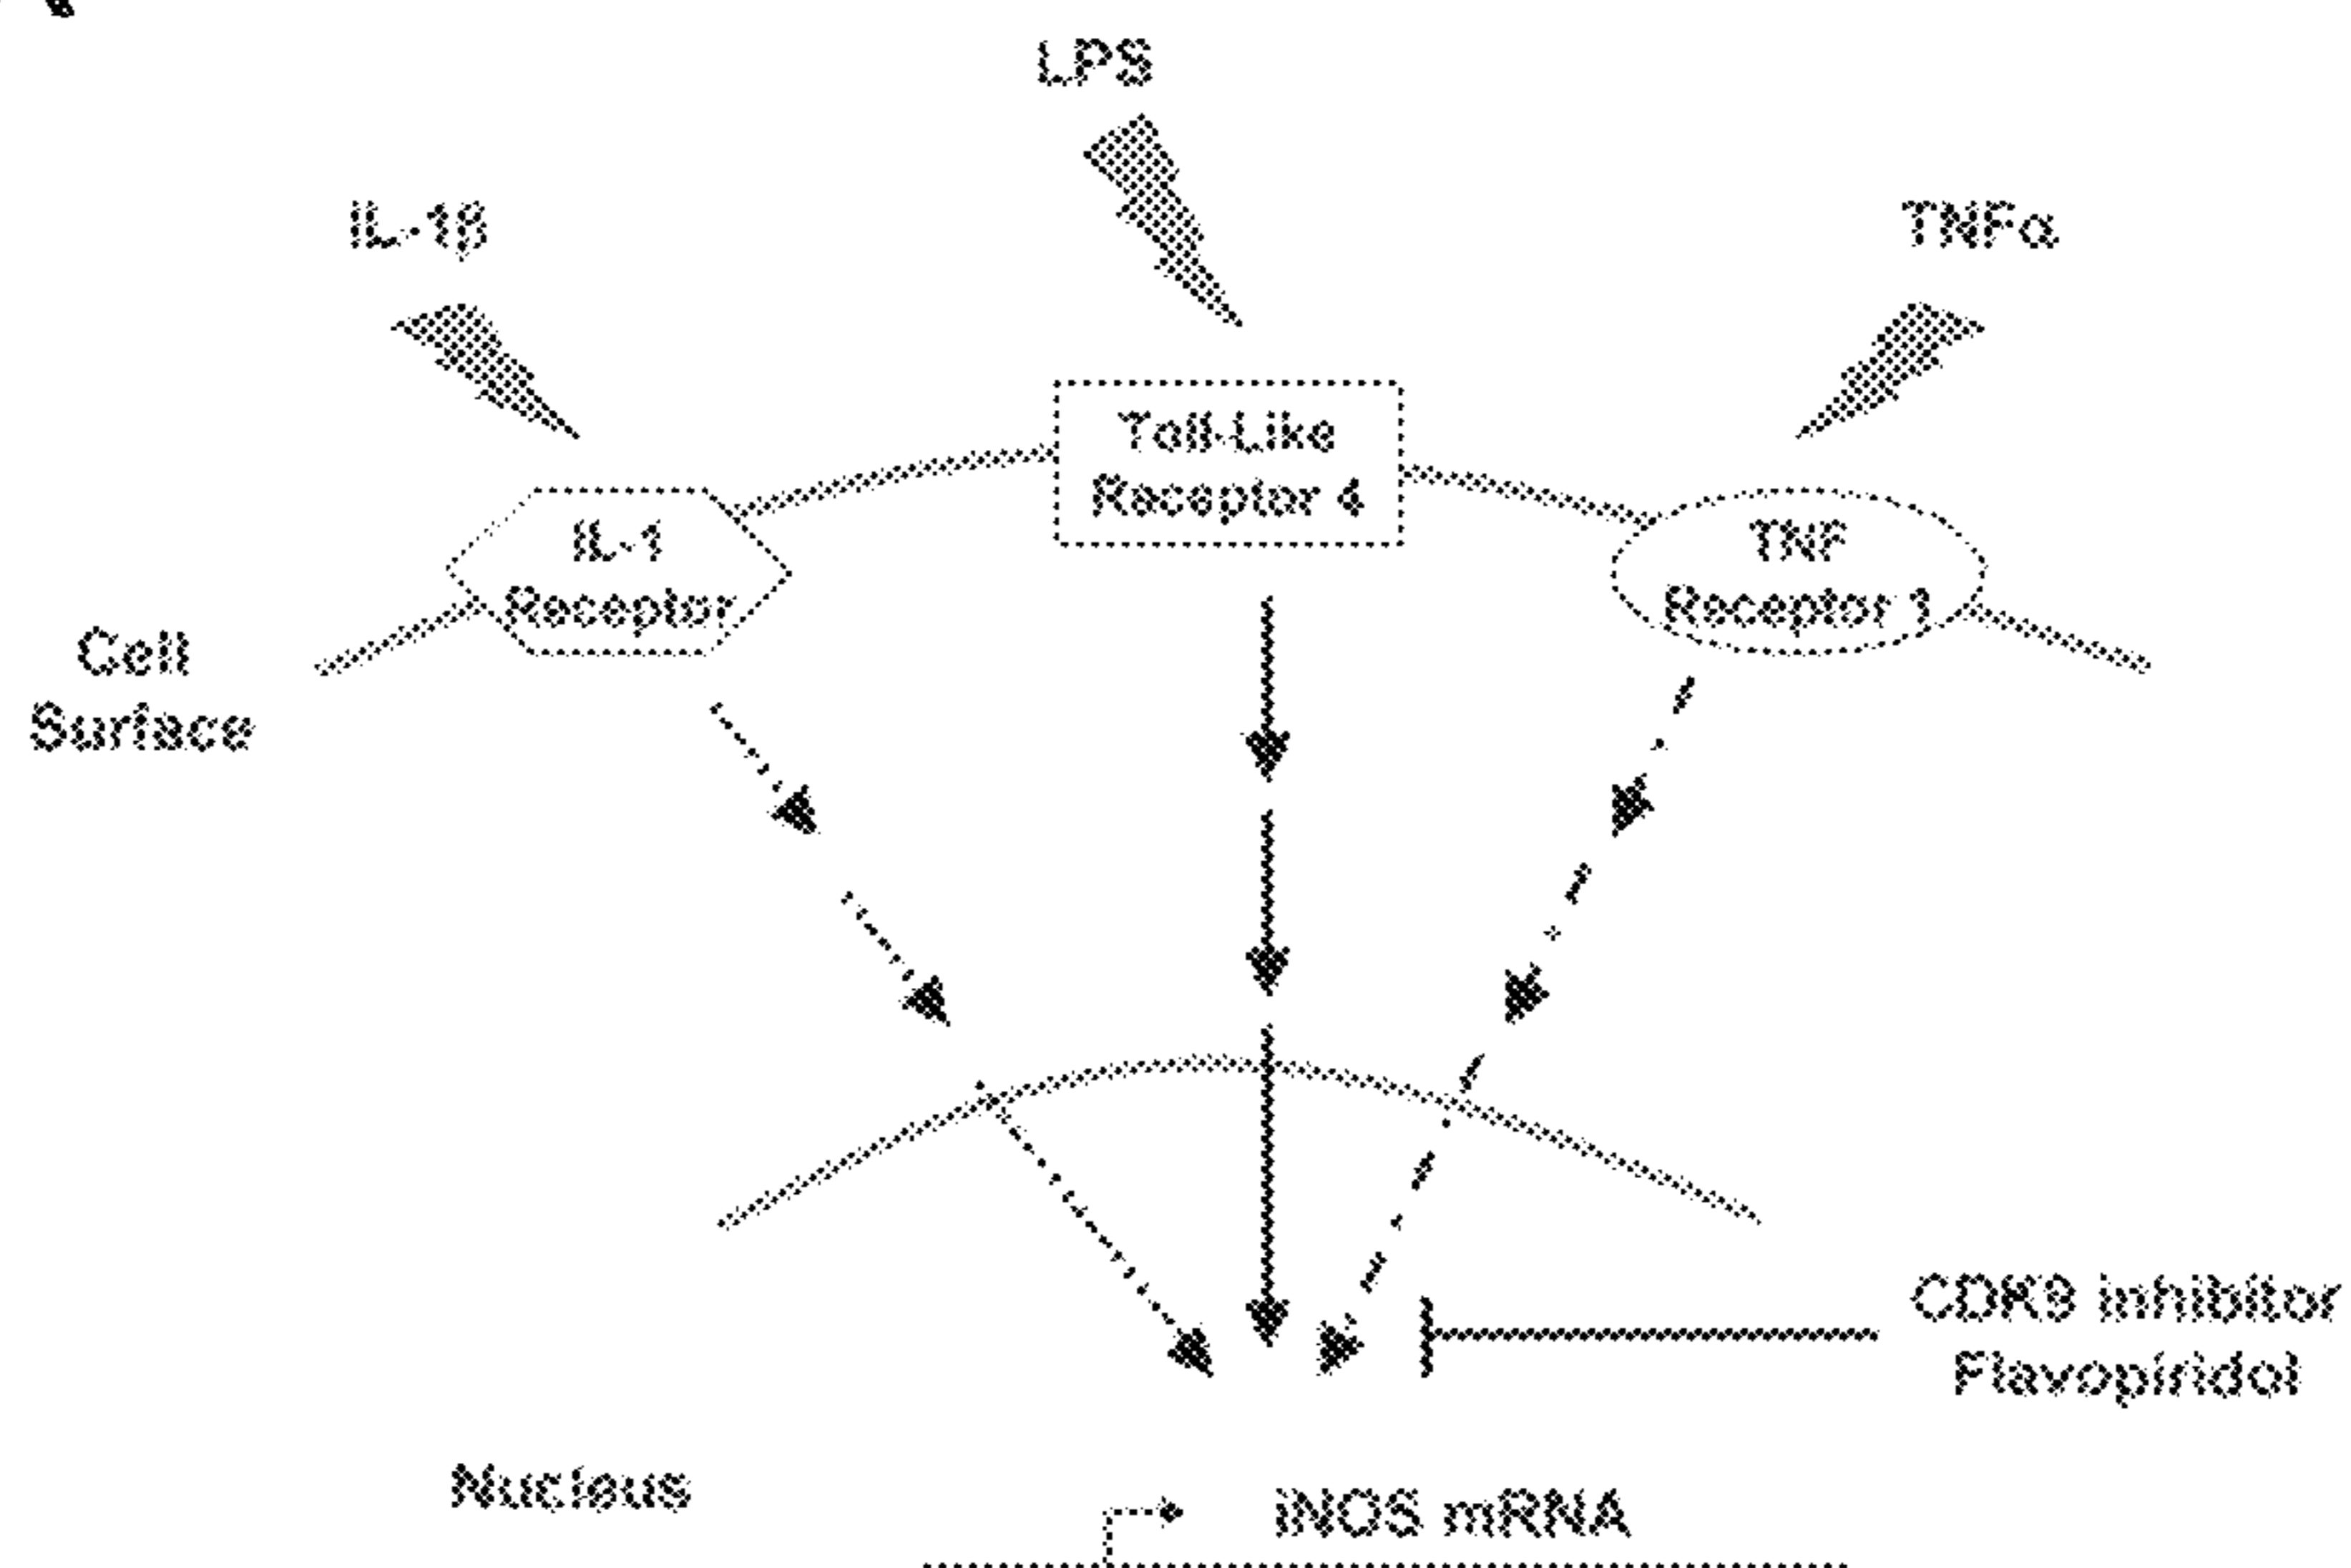 LPS
IL-1β
TNFα
Toll-Like
Receptor 4
IL-1
Receptor
TNF
Receptor 1
Cell
Surface
CDK9 inhibitor
Flavopiridol
Nucleus
iNOS mRNA